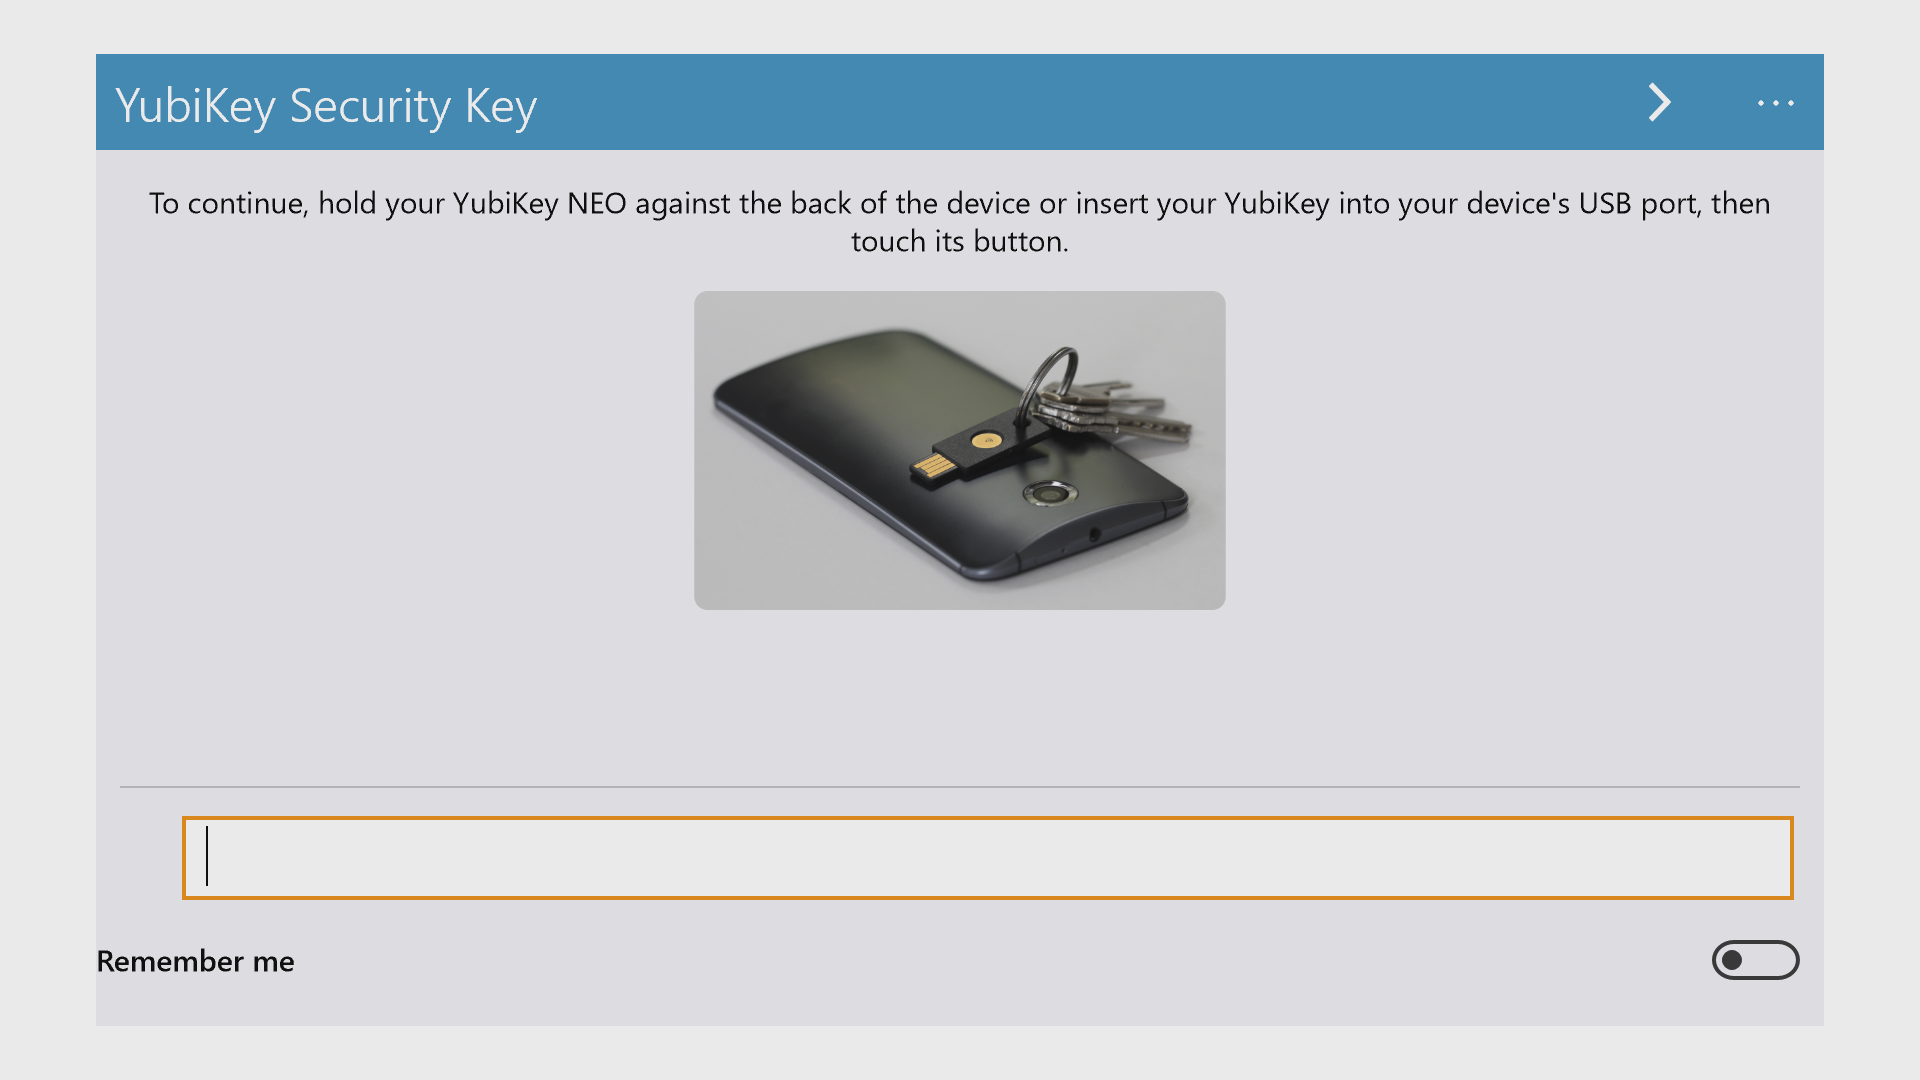 YubiKey Security Key
To continue, hold your YubiKey NEO against the back of the device or insert your YubiKey into your device's USB port, then
touch its button.
Remember me